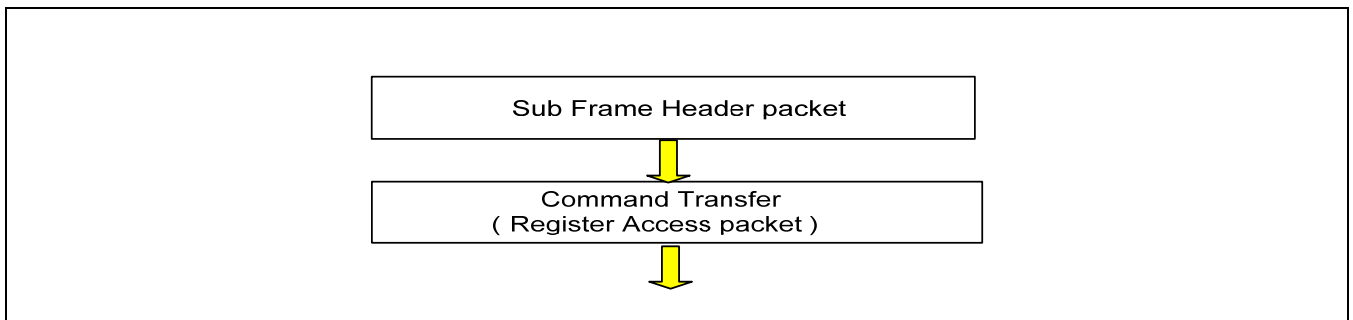 Sub Frame Header packet
Command Transfer
( Register Access packet )